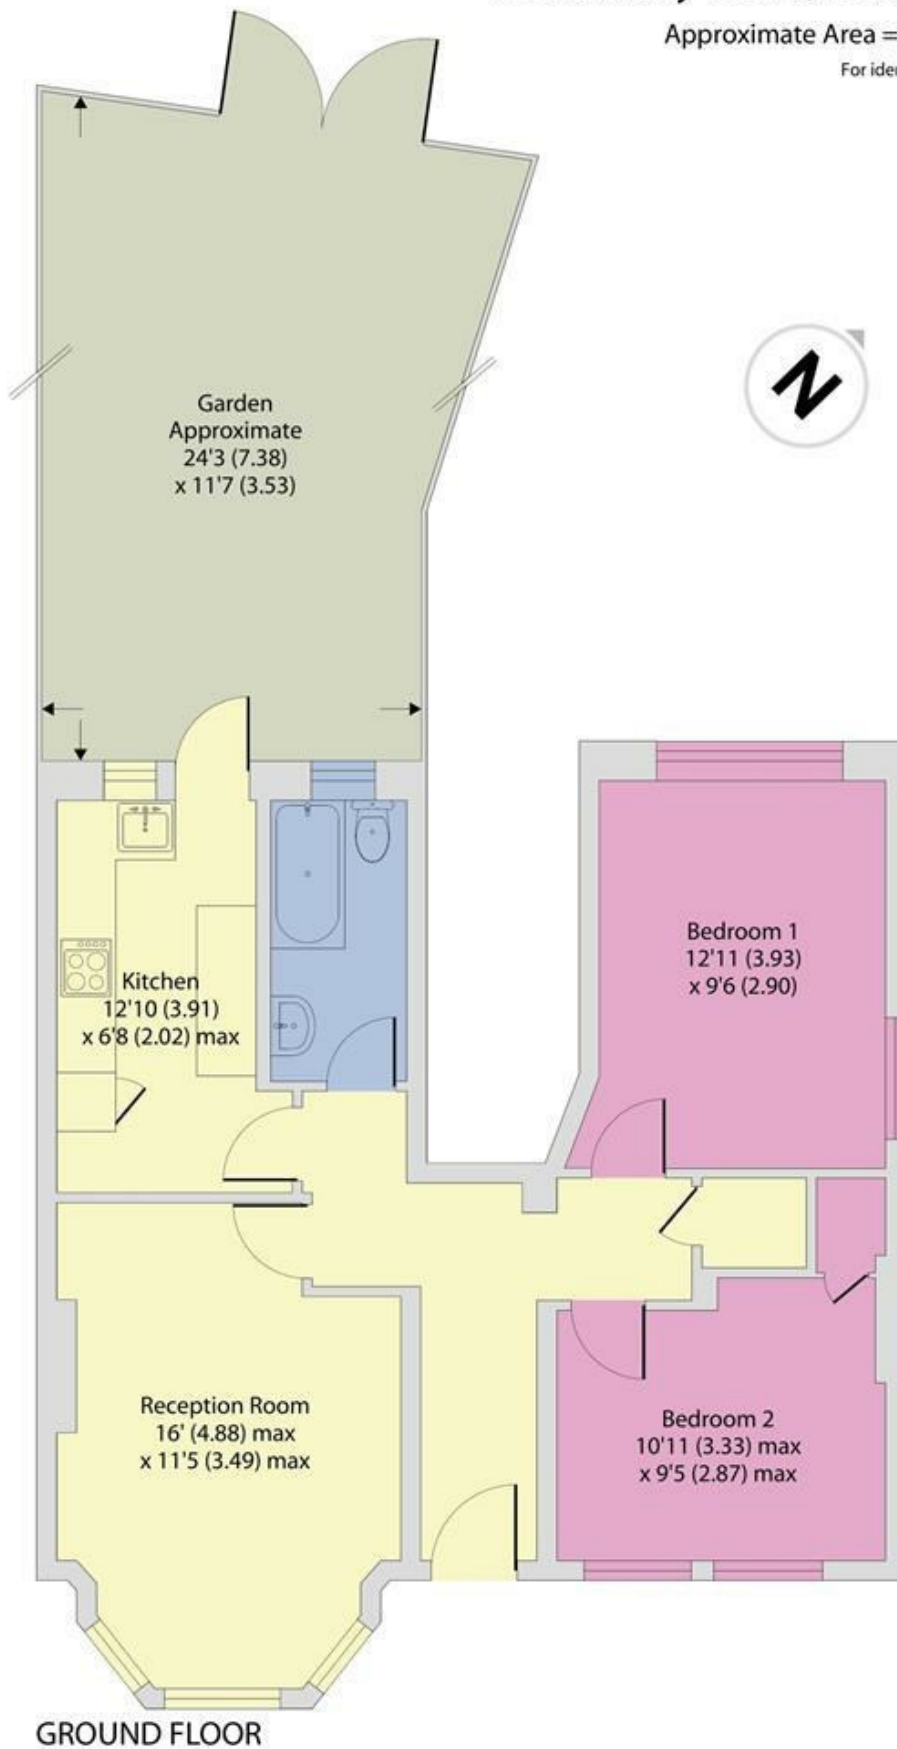 Approximate Area =
For iden
Garden
Approximate
24'3 (7.38)
x 11'7 (3.53)
N
Kitchen
12'10 (3.91)
x 6'8 (2.02) max
Bedroom 1
12'11 (3.93)
x 9'6 (2.90)
Reception Room
16' (4.88) max
x 11'5 (3.49) max
Bedroom 2
10'11 (3.33) max
x 9'5 (2.87) max
GROUND FLOOR